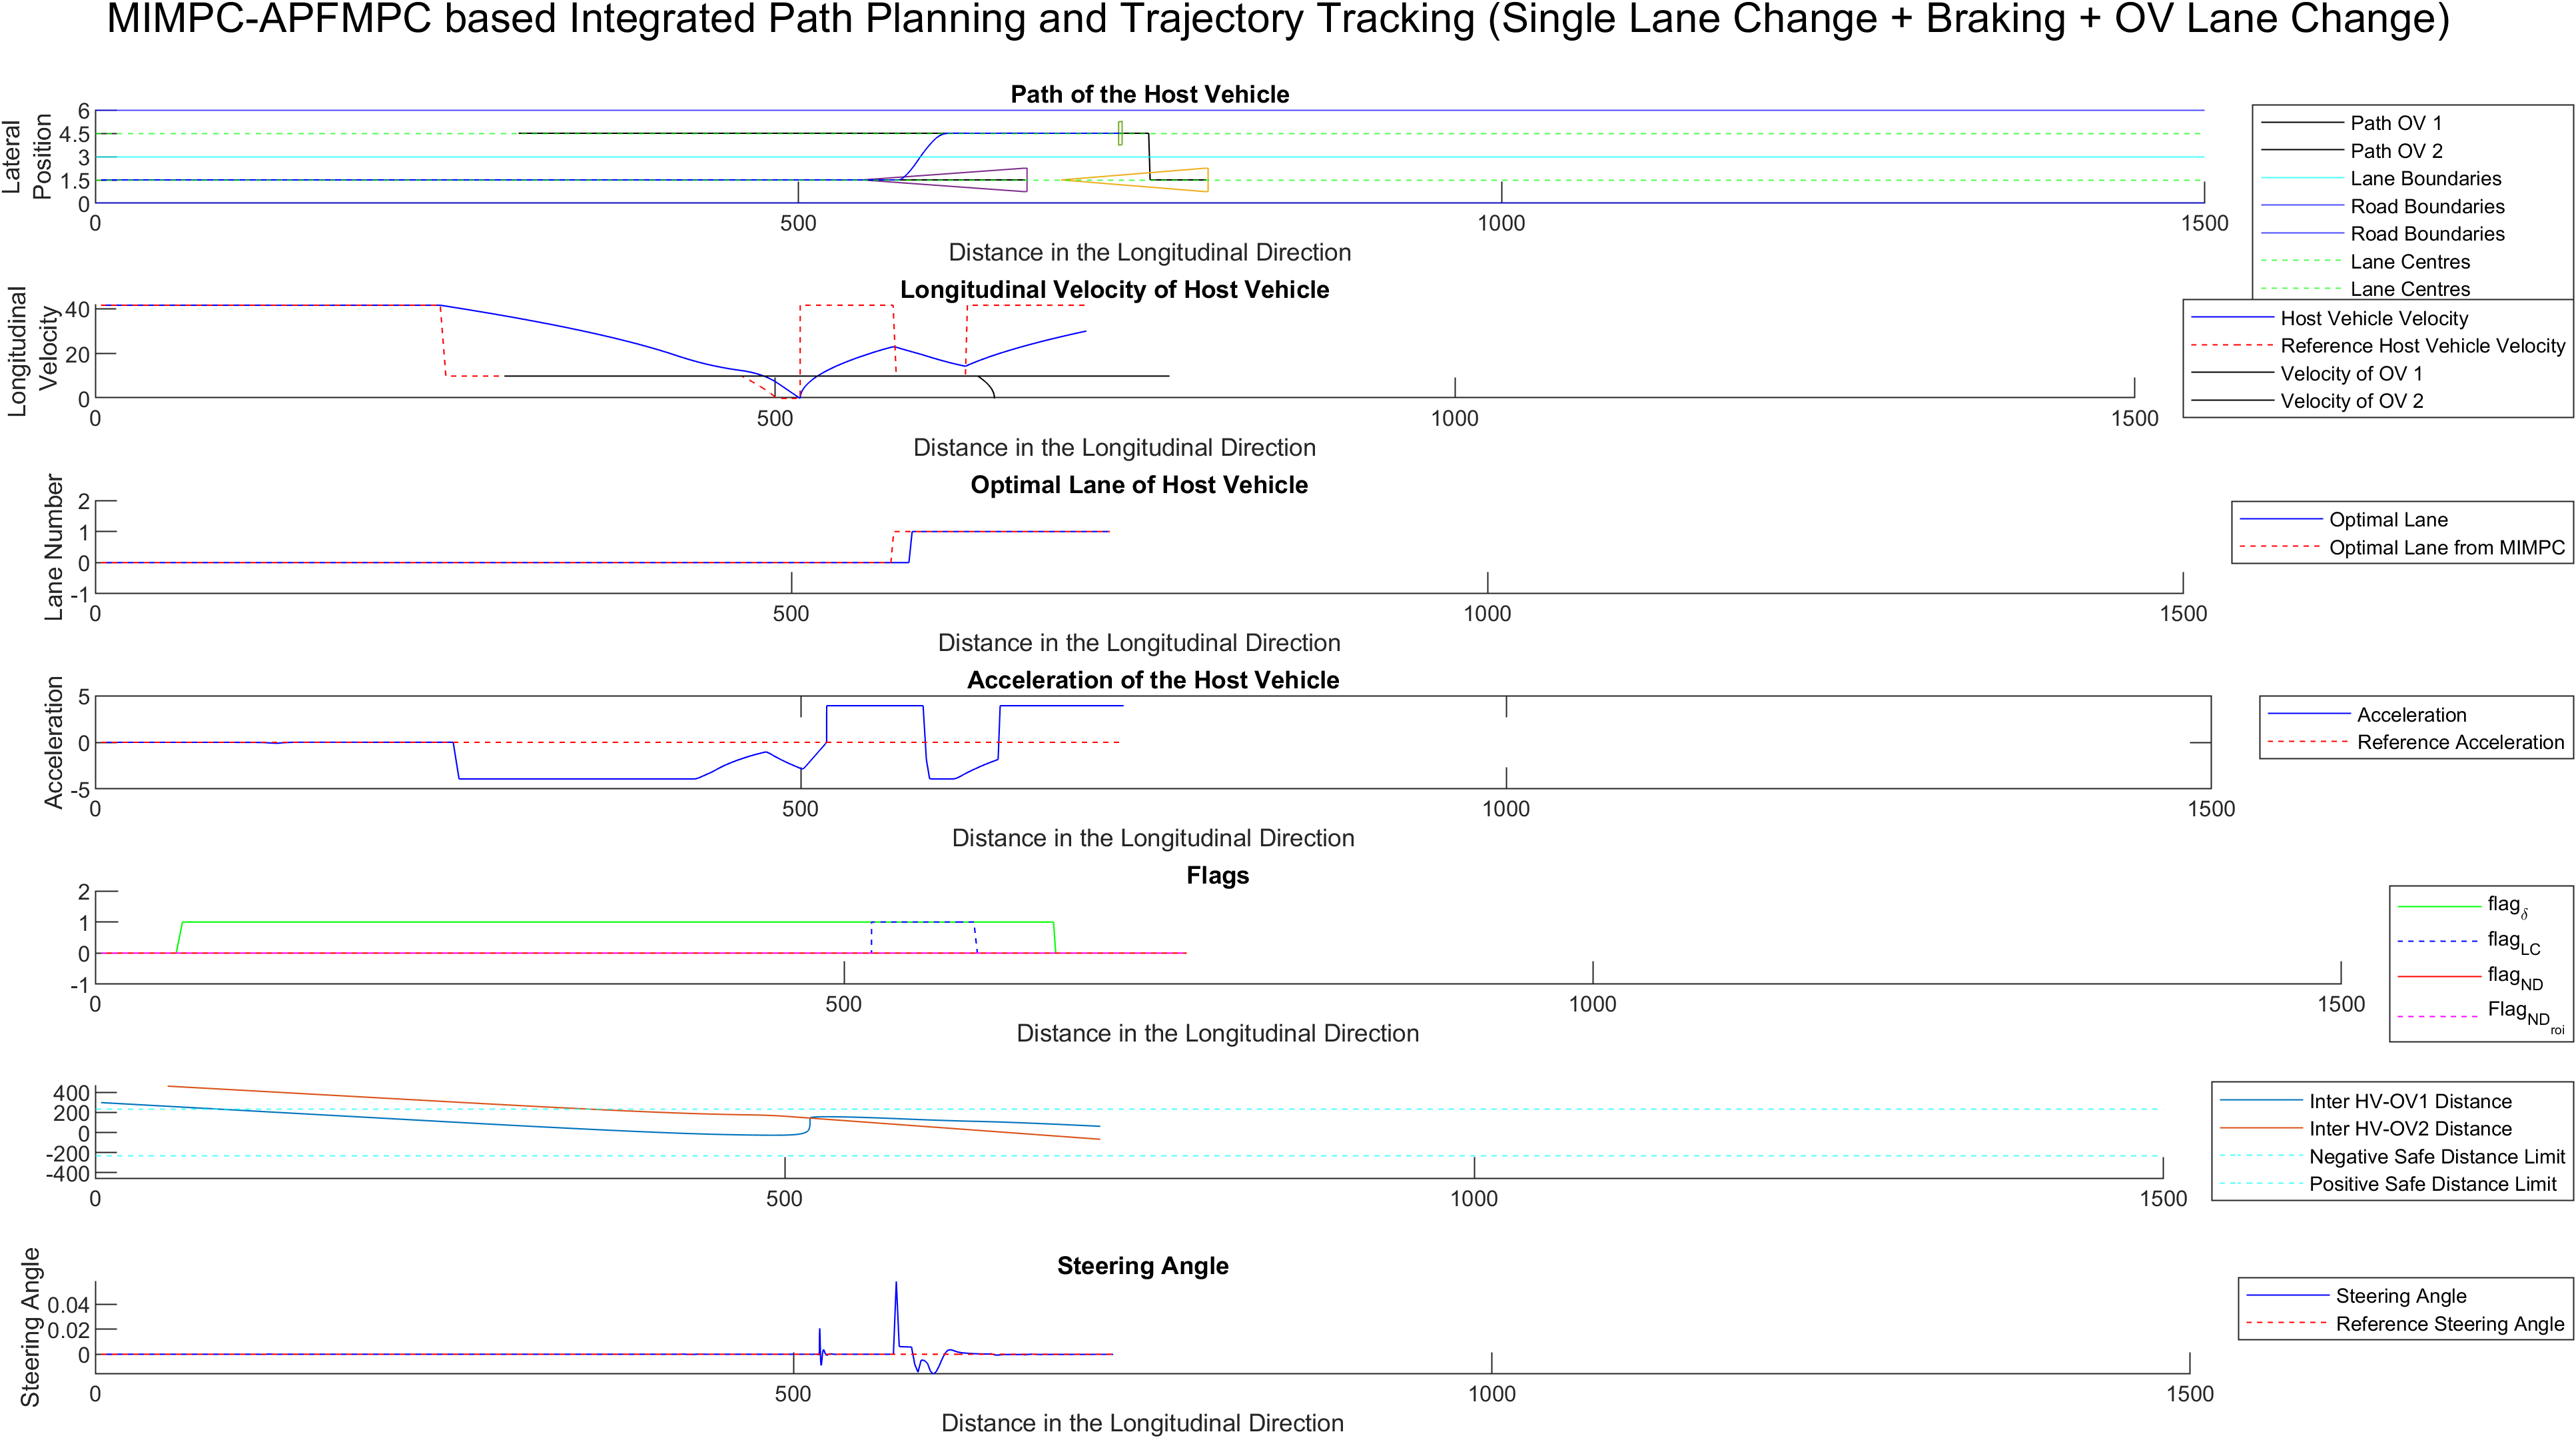 MIMPC-APFMPC based Integrated Path Planning and Trajectory Tracking (Single Lane Change + Braking + OV Lane Change)
Path of the Host Vehicle
Lateral
Position
6
4.5
3
1.5
0
0
500
1000
1500
Distance in the Longitudinal Direction
Path OV 1
Path OV 2
Lane Boundaries
Road Boundaries
Road Boundaries
Lane Centres
Lane Centres
Longitudinal Velocity of Host Vehicle
Longitudinal
Velocity
40
20
0
0
500
1000
1500
Distance in the Longitudinal Direction
Host Vehicle Velocity
Reference Host Vehicle Velocity
Velocity of OV 1
Velocity of OV 2
Optimal Lane of Host Vehicle
Lane Number
2
1
0
-1
0
500
1000
1500
Distance in the Longitudinal Direction
Optimal Lane
Optimal Lane from MIMPC
Acceleration of the Host Vehicle
Acceleration
5
0
-5
0
500
1000
1500
Distance in the Longitudinal Direction
Acceleration
Reference Acceleration
Flags
2
1
0
-1
0
500
1000
1500
Distance in the Longitudinal Direction
flagδ
flagLC
flagND
FlagNDroi
400
200
0
-200
-400
0
500
1000
1500
Inter HV-OV1 Distance
Inter HV-OV2 Distance
Negative Safe Distance Limit
Positive Safe Distance Limit
Steering Angle
Steering Angle
0.04
0.02
0
0
500
1000
1500
Distance in the Longitudinal Direction
Steering Angle
Reference Steering Angle